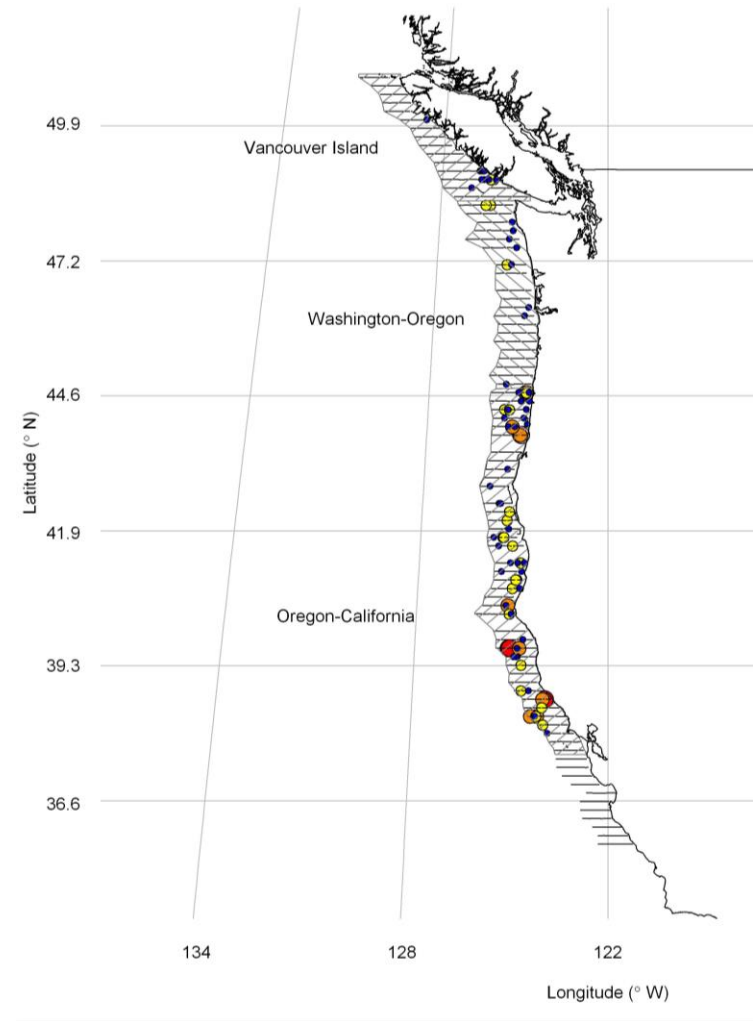 49.9
Vancouver Island
47.2
Washington-Oregon
44.6
Latitude (° N)
41.9
Oregon-California
39.3
36.6
134
128
122
Longitude (° W)